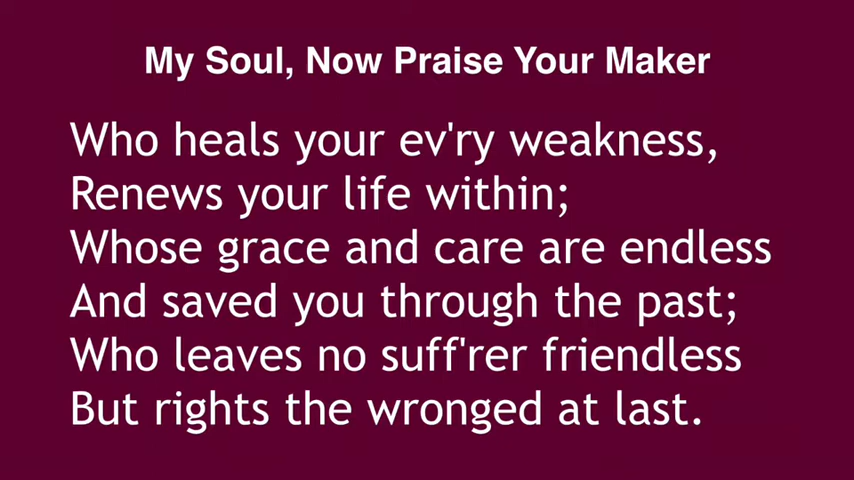 My Soul, Now Praise Your Maker
Who heals your ev'ry weakness,
Renews your life within;
Whose grace and care are endless
And saved you through the past;
Who leaves no suff'rer friendless
But rights the wronged at last.